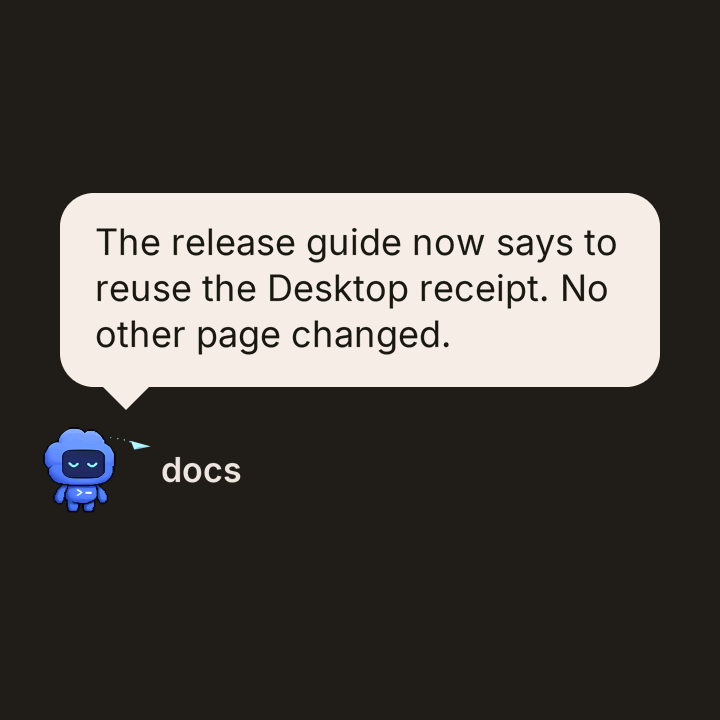 The release guide now says to
reuse the Desktop receipt. No
other page changed.
docs